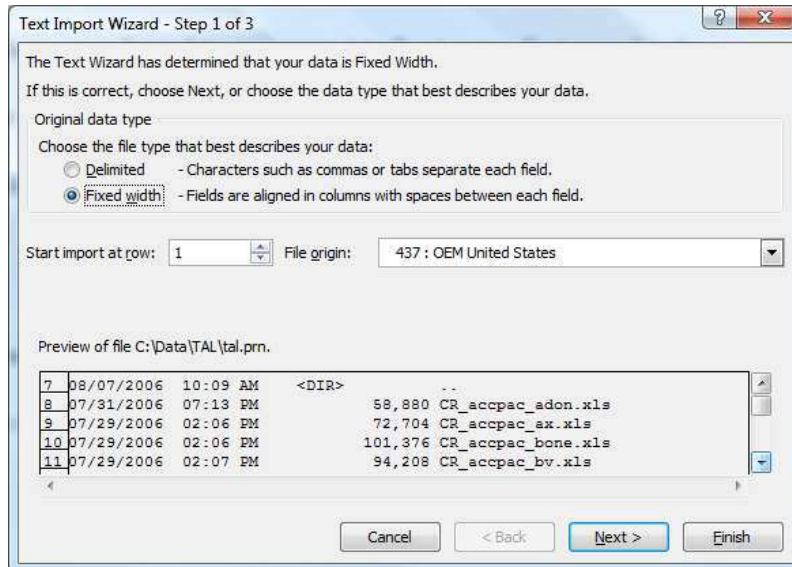 Text Import Wizard - Step 1 of 3
The Text Wizard has determined that your data is Fixed Width.
If this is correct, choose Next, or choose the data type that best describes your data.
Original data type
Choose the file type that best describes your data:
Delimited - Characters such as commas or tabs separate each field.
Fixed width - Fields are aligned in columns with spaces between each field.
Start import at row: 1 File origin: 437 : OEM United States
Preview of file C:\Data\TAL\tal.prn.
7 08/07/2006 10:09 AM <DIR> ..
8 07/31/2006 07:13 PM 58,880 CR_accpac_adon.xls
9 07/29/2006 02:06 PM 72,704 CR_accpac_ax.xls
10 07/29/2006 02:06 PM 101,376 CR_accpac_bone.xls
11 07/29/2006 02:07 PM 94,208 CR_accpac_bv.xls
Cancel < Back Next > Finish